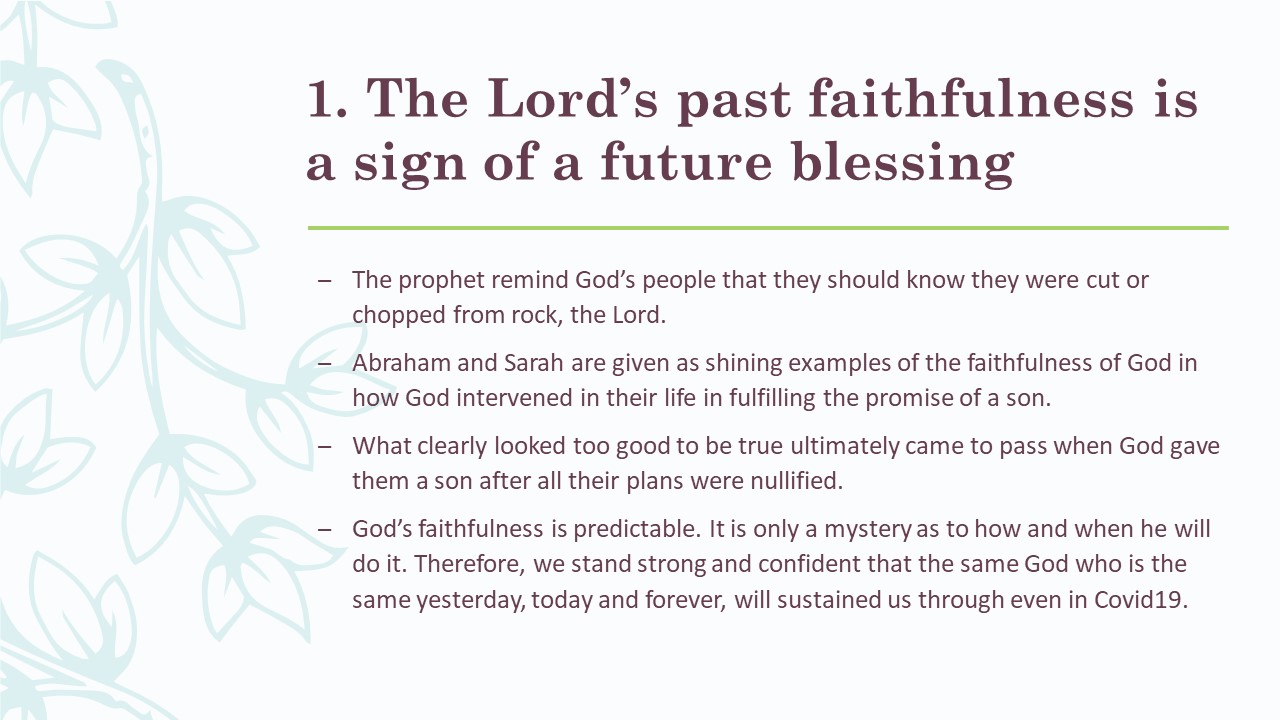 1. The Lord’s past faithfulness is
a sign of a future blessing
– The prophet remind God’s people that they should know they were cut or
chopped from rock, the Lord.
– Abraham and Sarah are given as shining examples of the faithfulness of God in
how God intervened in their life in fulfilling the promise of a son.
– What clearly looked too good to be true ultimately came to pass when God gave
them a son after all their plans were nullified.
– God’s faithfulness is predictable. It is only a mystery as to how and when he will
do it. Therefore, we stand strong and confident that the same God who is the
same yesterday, today and forever, will sustained us through even in Covid19.